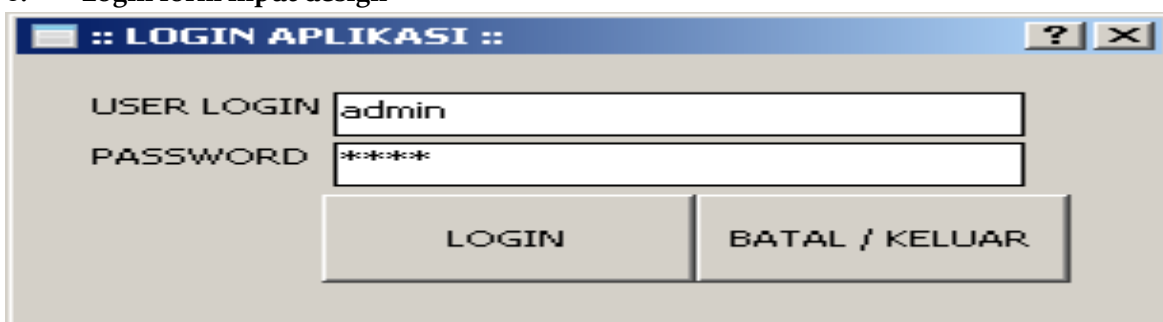 Login form input design
:: LOGIN APLIKASI ::
USER LOGIN admin
PASSWORD ****
LOGIN BATAL / KELUAR